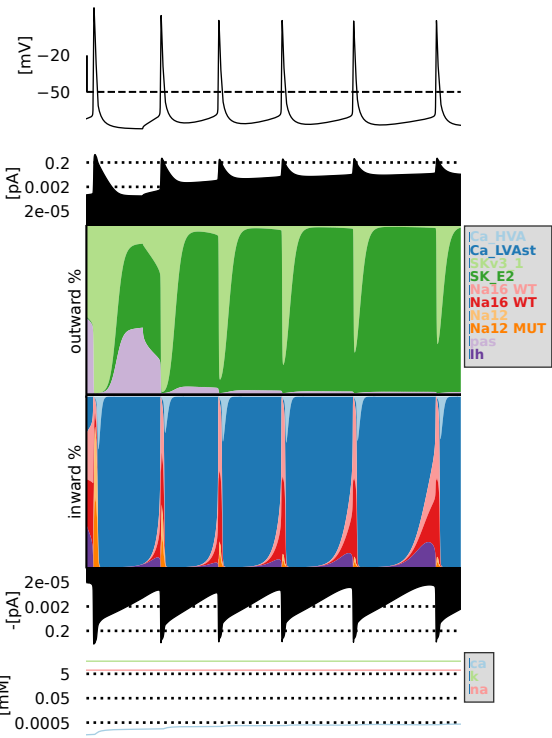 [mV]
−20
−50
[pA]
0.2
0.002
2e-05
outward %
Ca_HVA
Ca_LVAst
SKv3_1
SK_E2
Na16 WT
Na16 WT
Na12
Na12 MUT
pas
Ih
inward %
-[pA]
2e-05
0.002
0.2
[mM]
5
0.05
0.0005
ca
k
na